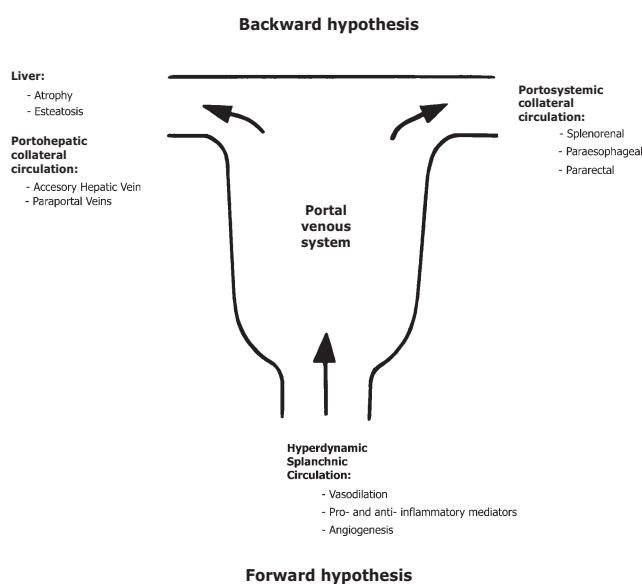 Backward hypothesis
Liver:
- Atrophy
- Esteatosis
Portohepatic
collateral
circulation:
- Accesory Hepatic Vein
- Paraportal Veins
Portosystemic
collateral
circulation:
- Splenorenal
- Paraesophageal
- Pararectal
Portal
venous
system
Hyperdynamic
Splanchnic
Circulation:
- Vasodilation
- Pro- and anti- inflammatory mediators
- Angiogenesis
Forward hypothesis